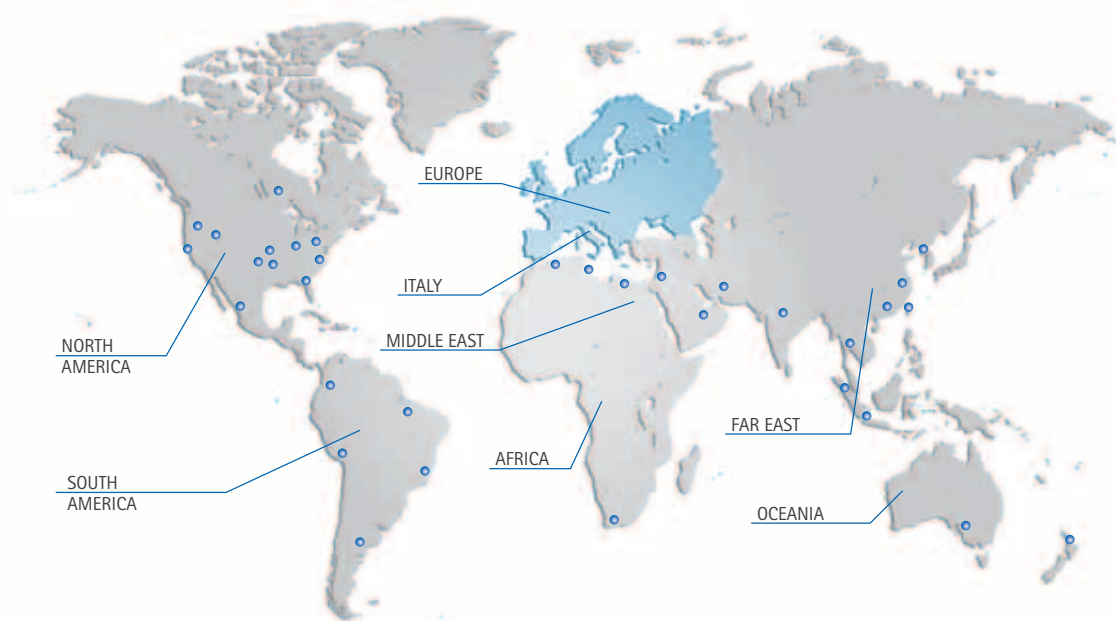 EUROPE
ITALY
MIDDLE EAST
NORTH
AMERICA
FAR EAST
AFRICA
SOUTH
AMERICA
OCEANIA